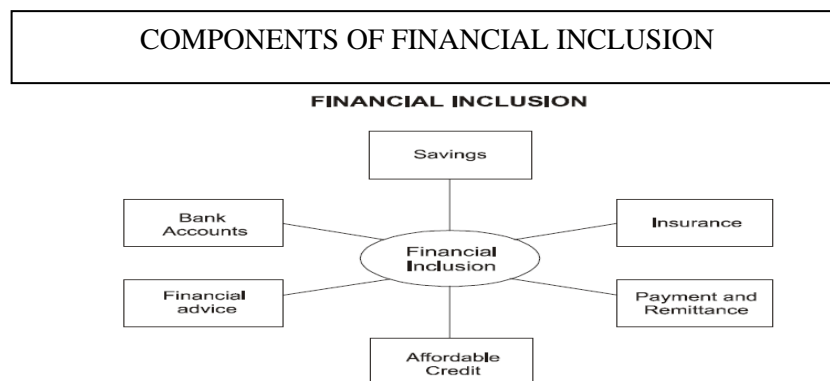 COMPONENTS OF FINANCIAL INCLUSION
FINANCIAL INCLUSION
Savings
Bank
Accounts
Insurance
Financial
Inclusion
Financial
advice
Payment and
Remittance
Affordable
Credit